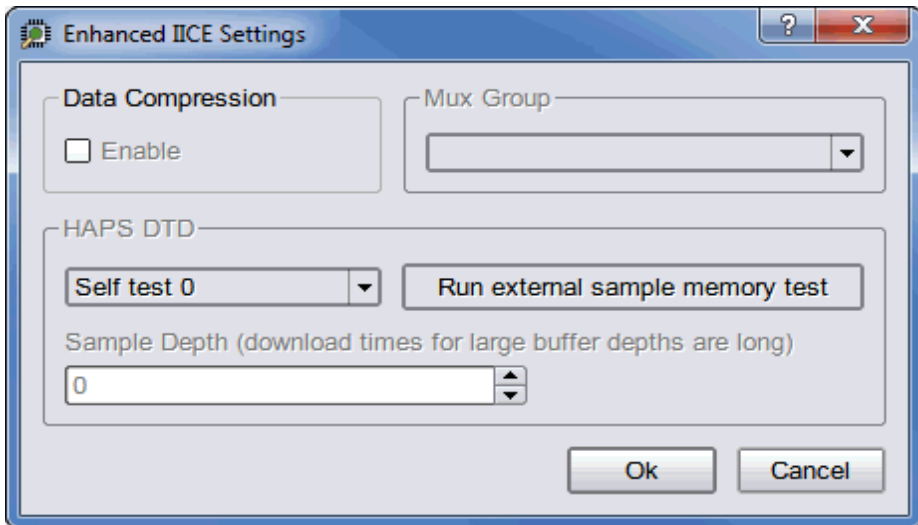 Enhanced IICE Settings
?
X
Data Compression
Enable
Mux Group
HAPS DTD
Self test 0
Run external sample memory test
Sample Depth (download times for large buffer depths are long)
0
Ok
Cancel